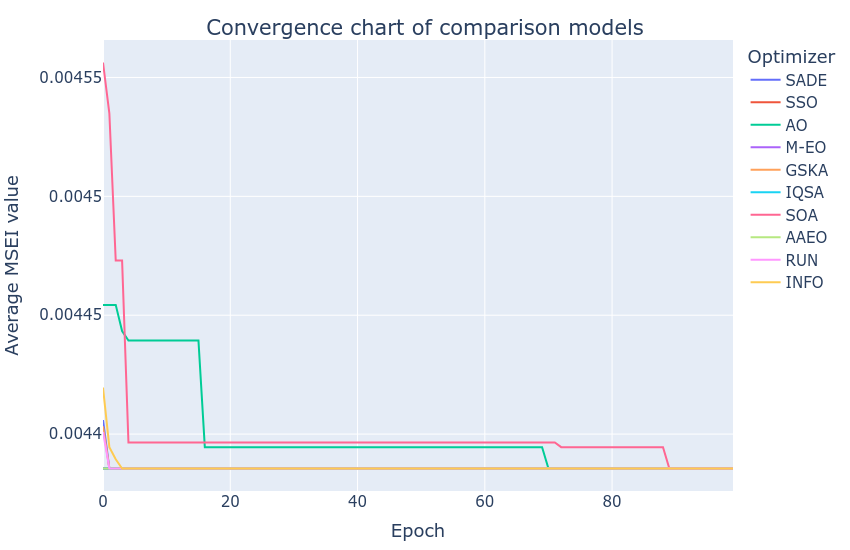 Convergence chart of comparison models
Optimizer
SADE
SSO
AO
M-EO
GSKA
IQSA
SOA
AAEO
RUN
INFO
Average MSEI value
0.004555
0.0045
0.00445
0.0044
0
20
40
60
80
Epoch